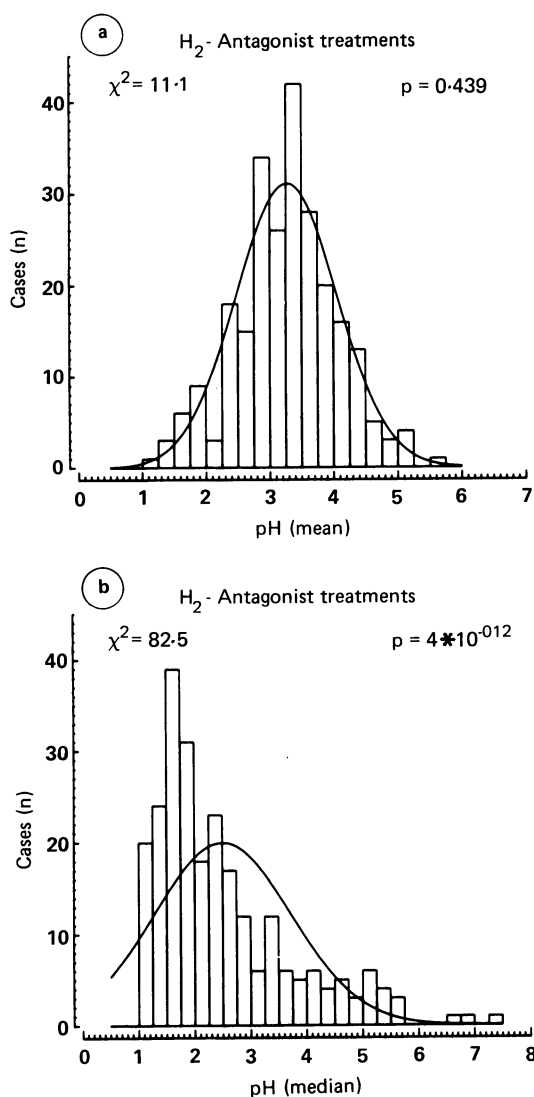 a
H₂- Antagonist treatments
χ² = 11·1
p = 0·439
40
30
20
10
0
Cases (n)
0 1 2 3 4 5 6 7
pH (mean)
b
H₂- Antagonist treatments
χ² = 82·5
p = 4*10⁻⁰¹²
40
30
20
10
0
Cases (n)
0 1 2 3 4 5 6 7 8
pH (median)